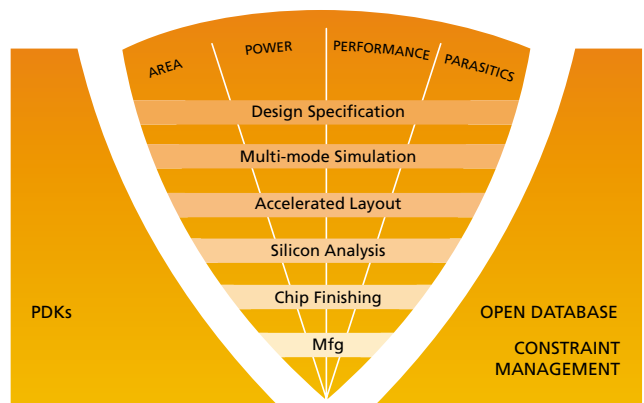 AREA
POWER
PERFORMANCE
PARASITICS
Design Specification
Multi-mode Simulation
Accelerated Layout
Silicon Analysis
Chip Finishing
Mfg
PDKs
OPEN DATABASE
CONSTRAINT
MANAGEMENT